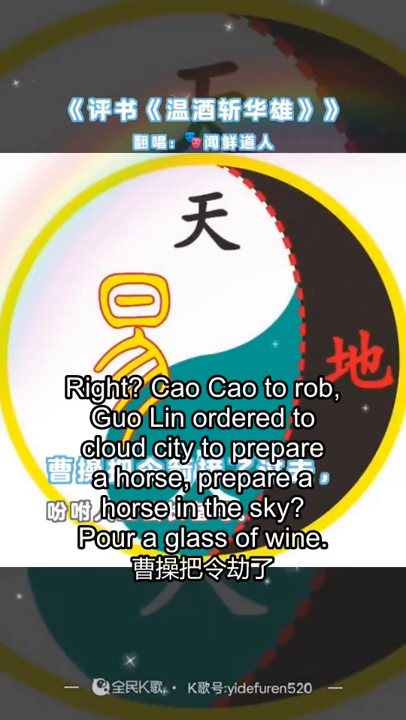 《评书《温酒斩华雄》》
翻唱：🎭闻鲜道人
天
易
地
Right? Cao Cao to rob,
Guo Lin ordered to
cloud city to prepare
a horse, prepare a
horse in the sky?
Pour a glass of wine.
曹操把令劫了
全民K歌 · K歌号:yidefuren520